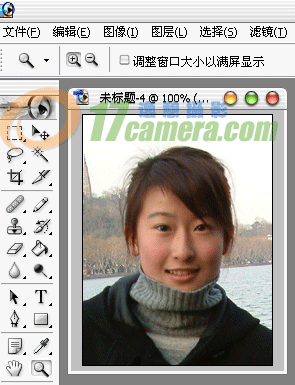 文件(F) 编辑(E) 图像(I) 图层(L) 选择(S) 滤镜(T)
调整窗口大小以满屏显示
未标题-4 @ 100% (...
17camera.com
T